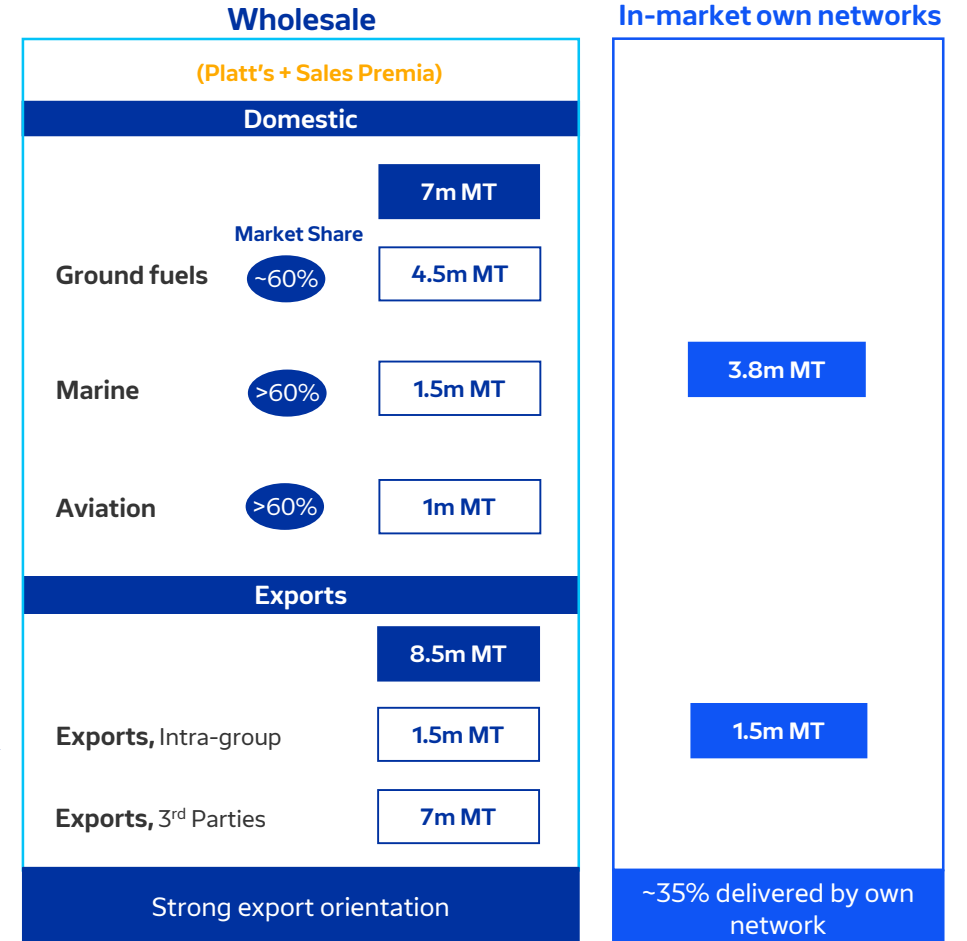 Wholesale
(Platt's + Sales Premia)
Domestic
7m MT
Market Share
Ground fuels ~60% 4.5m MT
Marine >60% 1.5m MT
Aviation >60% 1m MT
Exports
8.5m MT
Exports, Intra-group 1.5m MT
Exports, 3rd Parties 7m MT
Strong export orientation
In-market own networks
3.8m MT
1.5m MT
~35% delivered by own
network